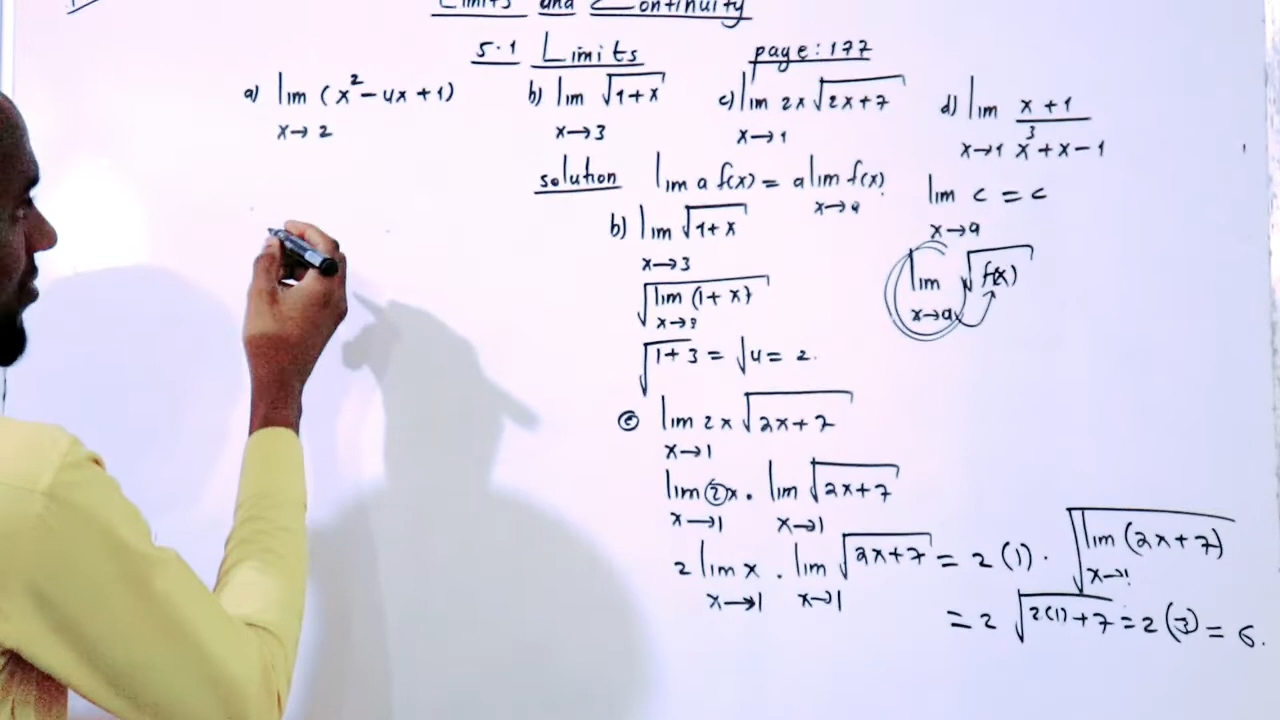 Limits and Continuity
5.1 Limits page: 177
a) lim (x² - 4x + 1) b) lim √(1+x) c) lim 2x√(2x+7) d) lim (x+1)/(x³+x-1)
x→2 x→3 x→1 x→1
solution lim a f(x) = a lim f(x) lim c = c
x→a x→a
b) lim √(1+x) lim √f(x)
x→3 x→a
√(lim (1+x))
√(1+3) = √4 = 2.
c) lim 2x√(2x+7)
x→1
lim 2x . lim √(2x+7)
x→1 x→1
2 lim x . lim √(2x+7) = 2(1) . √(lim (2x+7))
x→1 x→1 x→1
= 2√(2(1)+7 = 2(3) = 6.